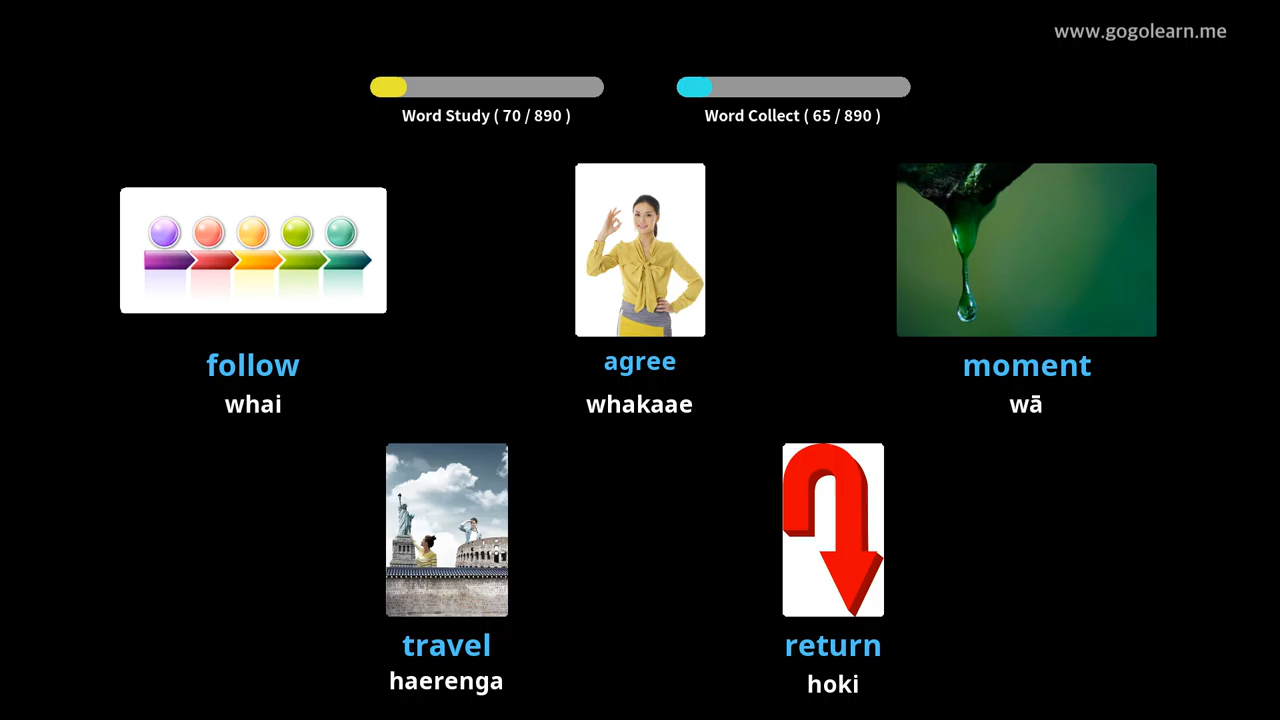 www.gogolearn.me
Word Study ( 70 / 890 )
Word Collect ( 65 / 890 )
follow
whai
agree
whakaae
moment
wā
travel
haerenga
return
hoki